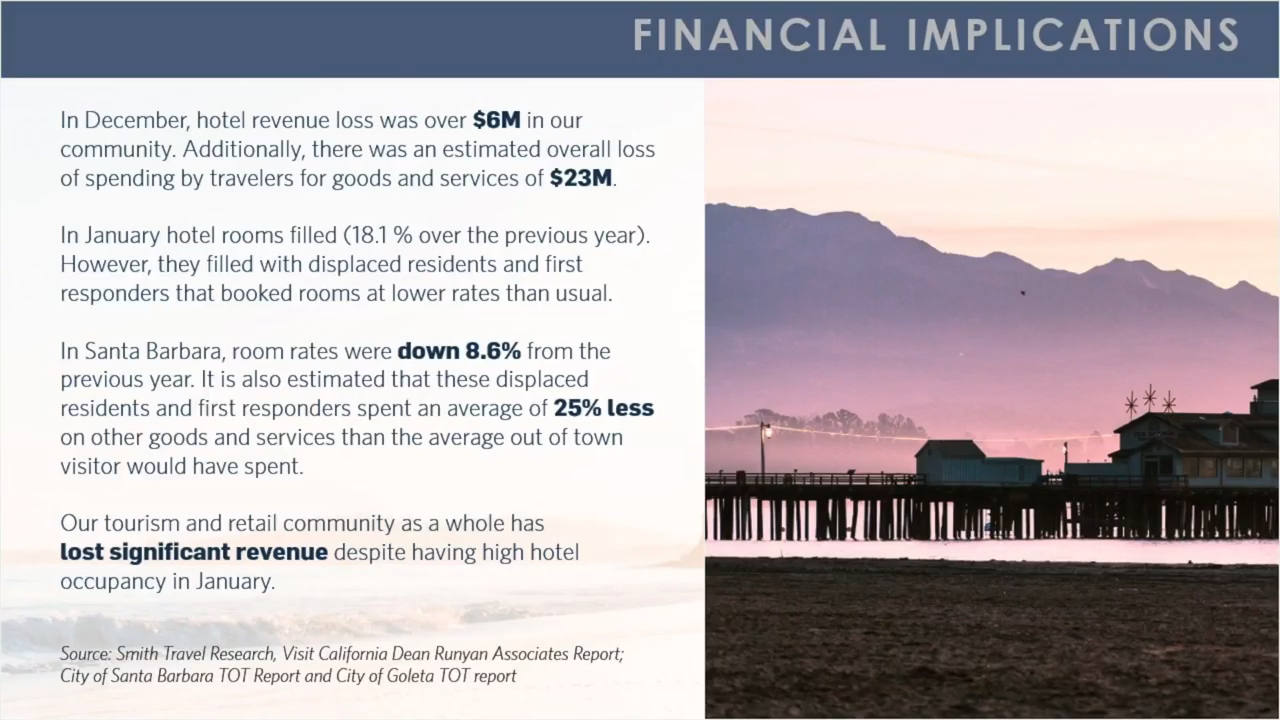 FINANCIAL IMPLICATIONS
In December, hotel revenue loss was over $6M in our
community. Additionally, there was an estimated overall loss
of spending by travelers for goods and services of $23M.
In January hotel rooms filled (18.1 % over the previous year).
However, they filled with displaced residents and first
responders that booked rooms at lower rates than usual.
In Santa Barbara, room rates were down 8.6% from the
previous year. It is also estimated that these displaced
residents and first responders spent an average of 25% less
on other goods and services than the average out of town
visitor would have spent.
Our tourism and retail community as a whole has
lost significant revenue despite having high hotel
occupancy in January.
Source: Smith Travel Research, Visit California Dean Runyan Associates Report;
City of Santa Barbara TOT Report and City of Goleta TOT report